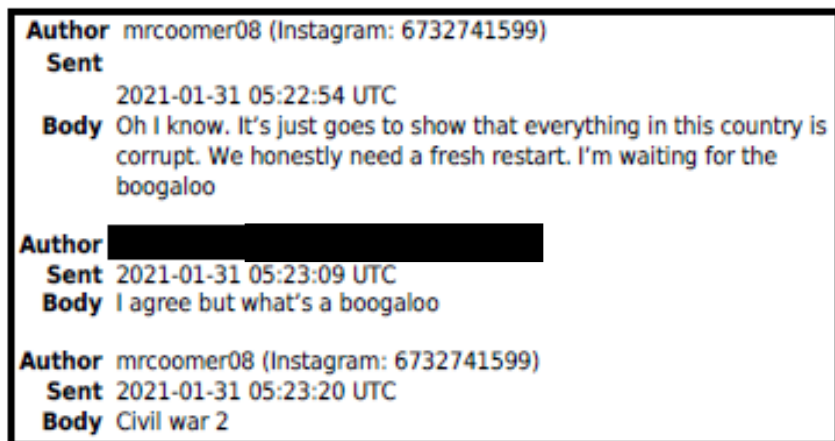 Author mrcoomer08 (Instagram: 6732741599)
Sent
2021-01-31 05:22:54 UTC
Body Oh I know. It's just goes to show that everything in this country is
corrupt. We honestly need a fresh restart. I'm waiting for the
boogaloo
Author
Sent 2021-01-31 05:23:09 UTC
Body I agree but what's a boogaloo
Author mrcoomer08 (Instagram: 6732741599)
Sent 2021-01-31 05:23:20 UTC
Body Civil war 2